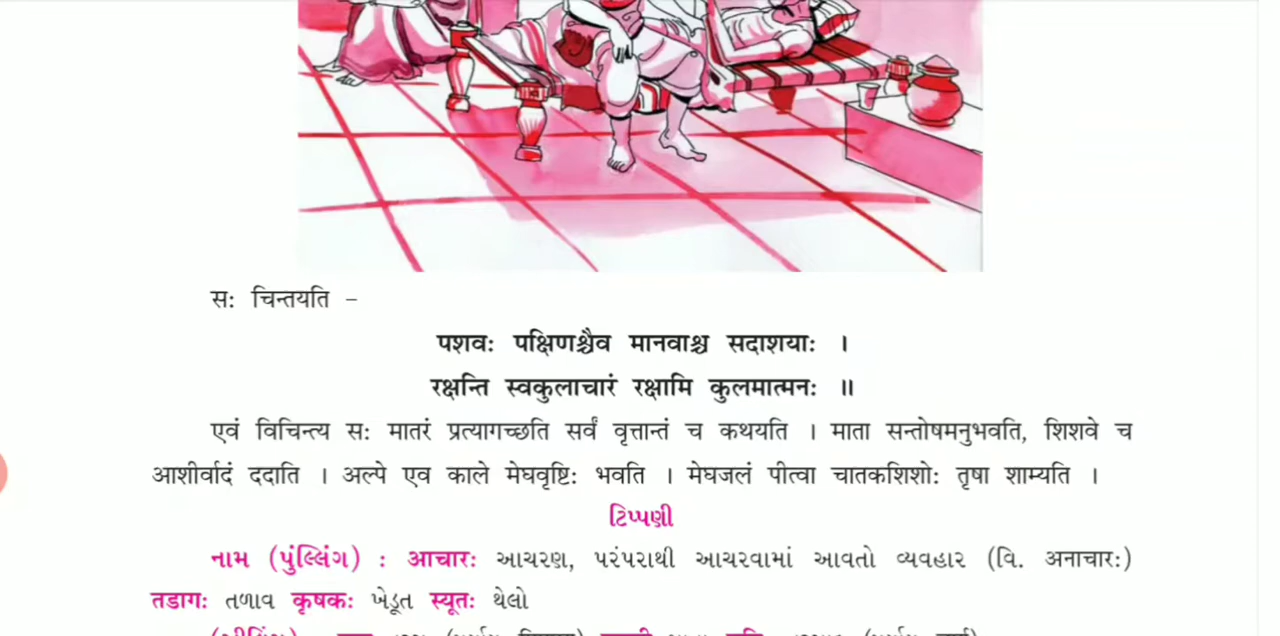 सः चिन्तयति –
पशवः पक्षिणश्चैव मानवाश्च सदाशयाः ।
रक्षन्ति स्वकुलाचारं रक्षामि कुलमात्मनः ॥
एवं विचिन्त्य सः मातरं प्रत्यागच्छति सर्वं वृत्तान्तं च कथयति । माता सन्तोषमनुभवति, शिशवे च
आशीर्वादं ददाति । अल्पे एव काले मेघवृष्टिः भवति । मेघजलं पीत्वा चातकशिशोः तृषा शाम्यति ।
ટિપ્પણી
નામ (પુંલ્લિંગ) : आचारः આચરણ, પરંપરાથી આચરવામાં આવતો વ્યવહાર (વિ. अनाचारः)
तडागः તળાવ कृषकः ખેડૂત स्यूतः થેલો